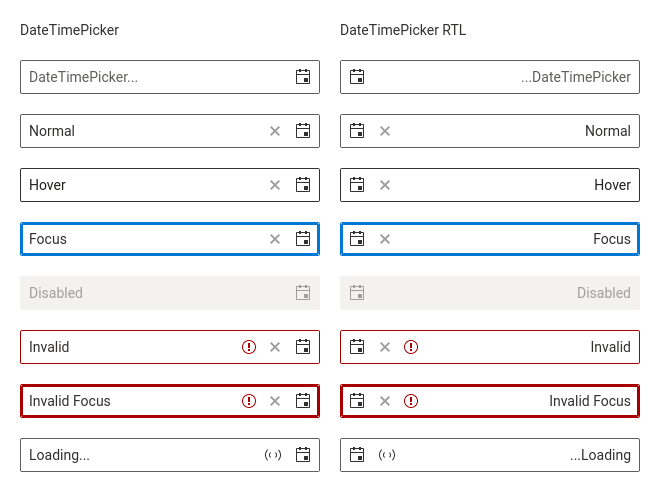 DateTimePicker
DateTimePicker RTL
DateTimePicker...
...DateTimePicker
Normal
Normal
Hover
Hover
Focus
Focus
Disabled
Disabled
Invalid
Invalid
Invalid Focus
Invalid Focus
Loading...
...Loading